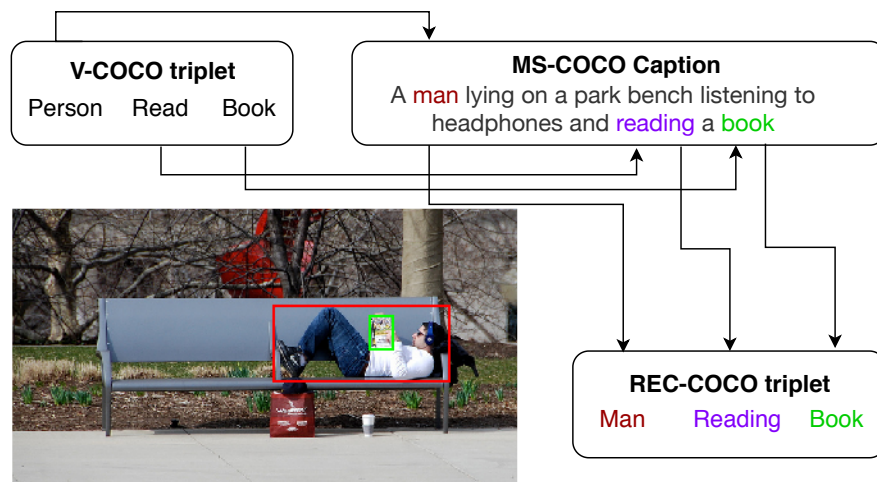 V-COCO triplet
Person Read Book
MS-COCO Caption
A man lying on a park bench listening to
headphones and reading a book
REC-COCO triplet
Man Reading Book